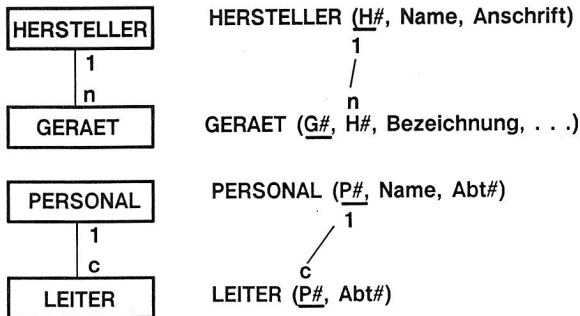 HERSTELLER HERSTELLER (H#, Name, Anschrift)
1 1
n n
GERAET GERAET (G#, H#, Bezeichnung, . . .)
PERSONAL PERSONAL (P#, Name, Abt#)
1 1
c c
LEITER LEITER (P#, Abt#)